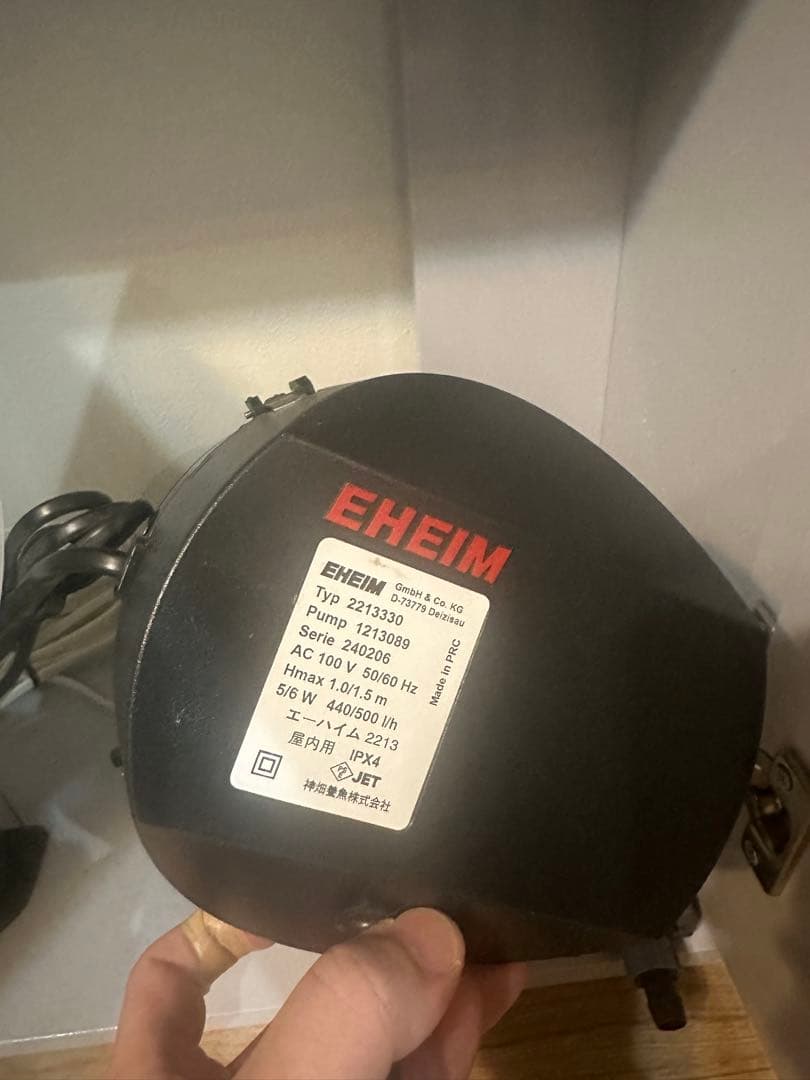 EHEIM
EHEIM GmbH & Co. KG
D-73779 Deizisau
Typ 2213330
Pump 1213089
Serie 240206
AC 100 V 50/60 Hz
Hmax 1.0/1.5 m
5/6 W 440/500 l/h
Made in PRC
エーハイム 2213
屋内用 IPX4
PSE JET
神畑養魚株式会社